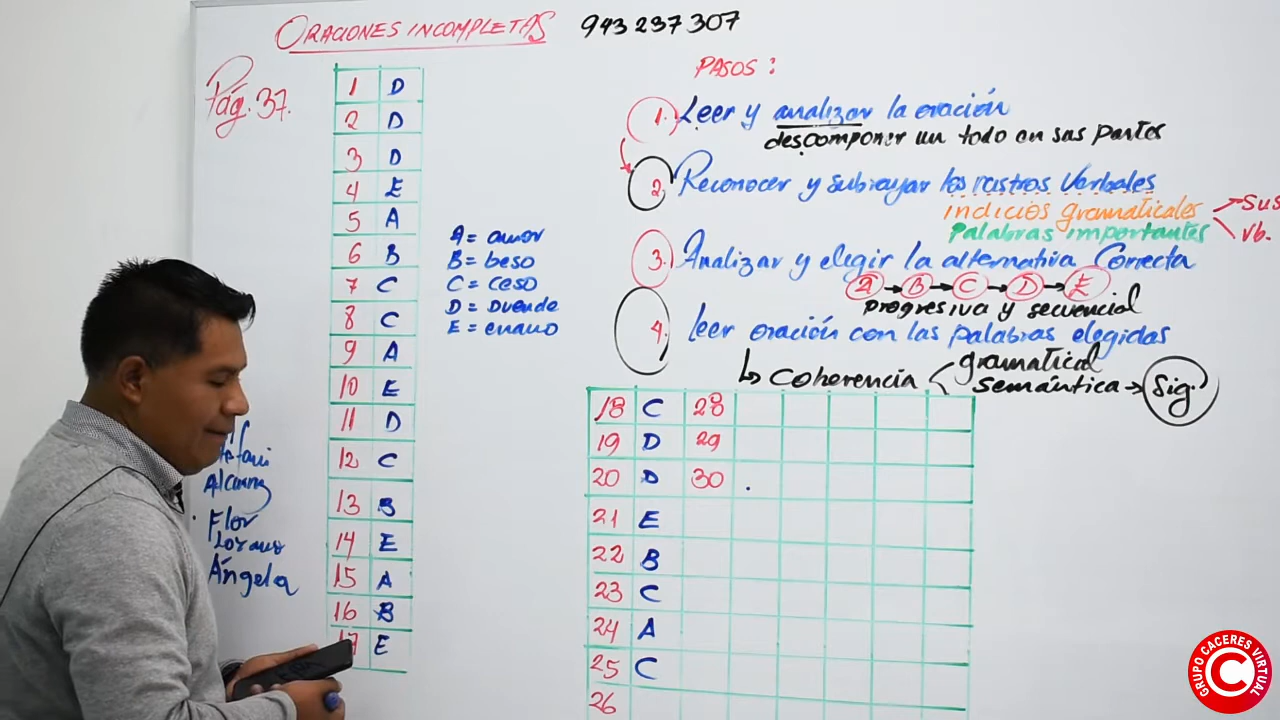 ORACIONES INCOMPLETAS 943 237 307
Pág. 37.
1 D
2 D
3 D
4 E
5 A
6 B
7 C
8 C
9 A
10 E
11 D
12 C
13 B
14 E
15 A
16 B
17 E
A = amor
B = beso
C = ceso
D = Duende
E = enano
Flor
Ángela
PASOS:
1. Leer y analizar la oración
descomponer un todo en sus partes
2. Reconocer y subrayar los rastros verbales
indicios gramaticales Sus
Palabras importantes vb.
3. Analizar y elegir la alternativa correcta
A B C D E
progresiva y secuencial
4. Leer oración con las palabras elegidas
Coherencia gramatical
semántica Sig.
18 C 28
19 D 29
20 D 30 .
21 E
22 B
23 C
24 A
25 C
26
GRUPO CACERES VIRTUAL
C